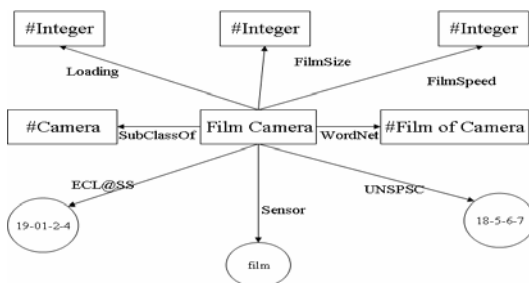 #Integer
#Integer
#Integer
Loading
FilmSize
FilmSpeed
#Camera
SubClassOf
Film Camera
WordNet
#Film of Camera
ECL@SS
UNSPSC
Sensor
19-01-2-4
18-5-6-7
film